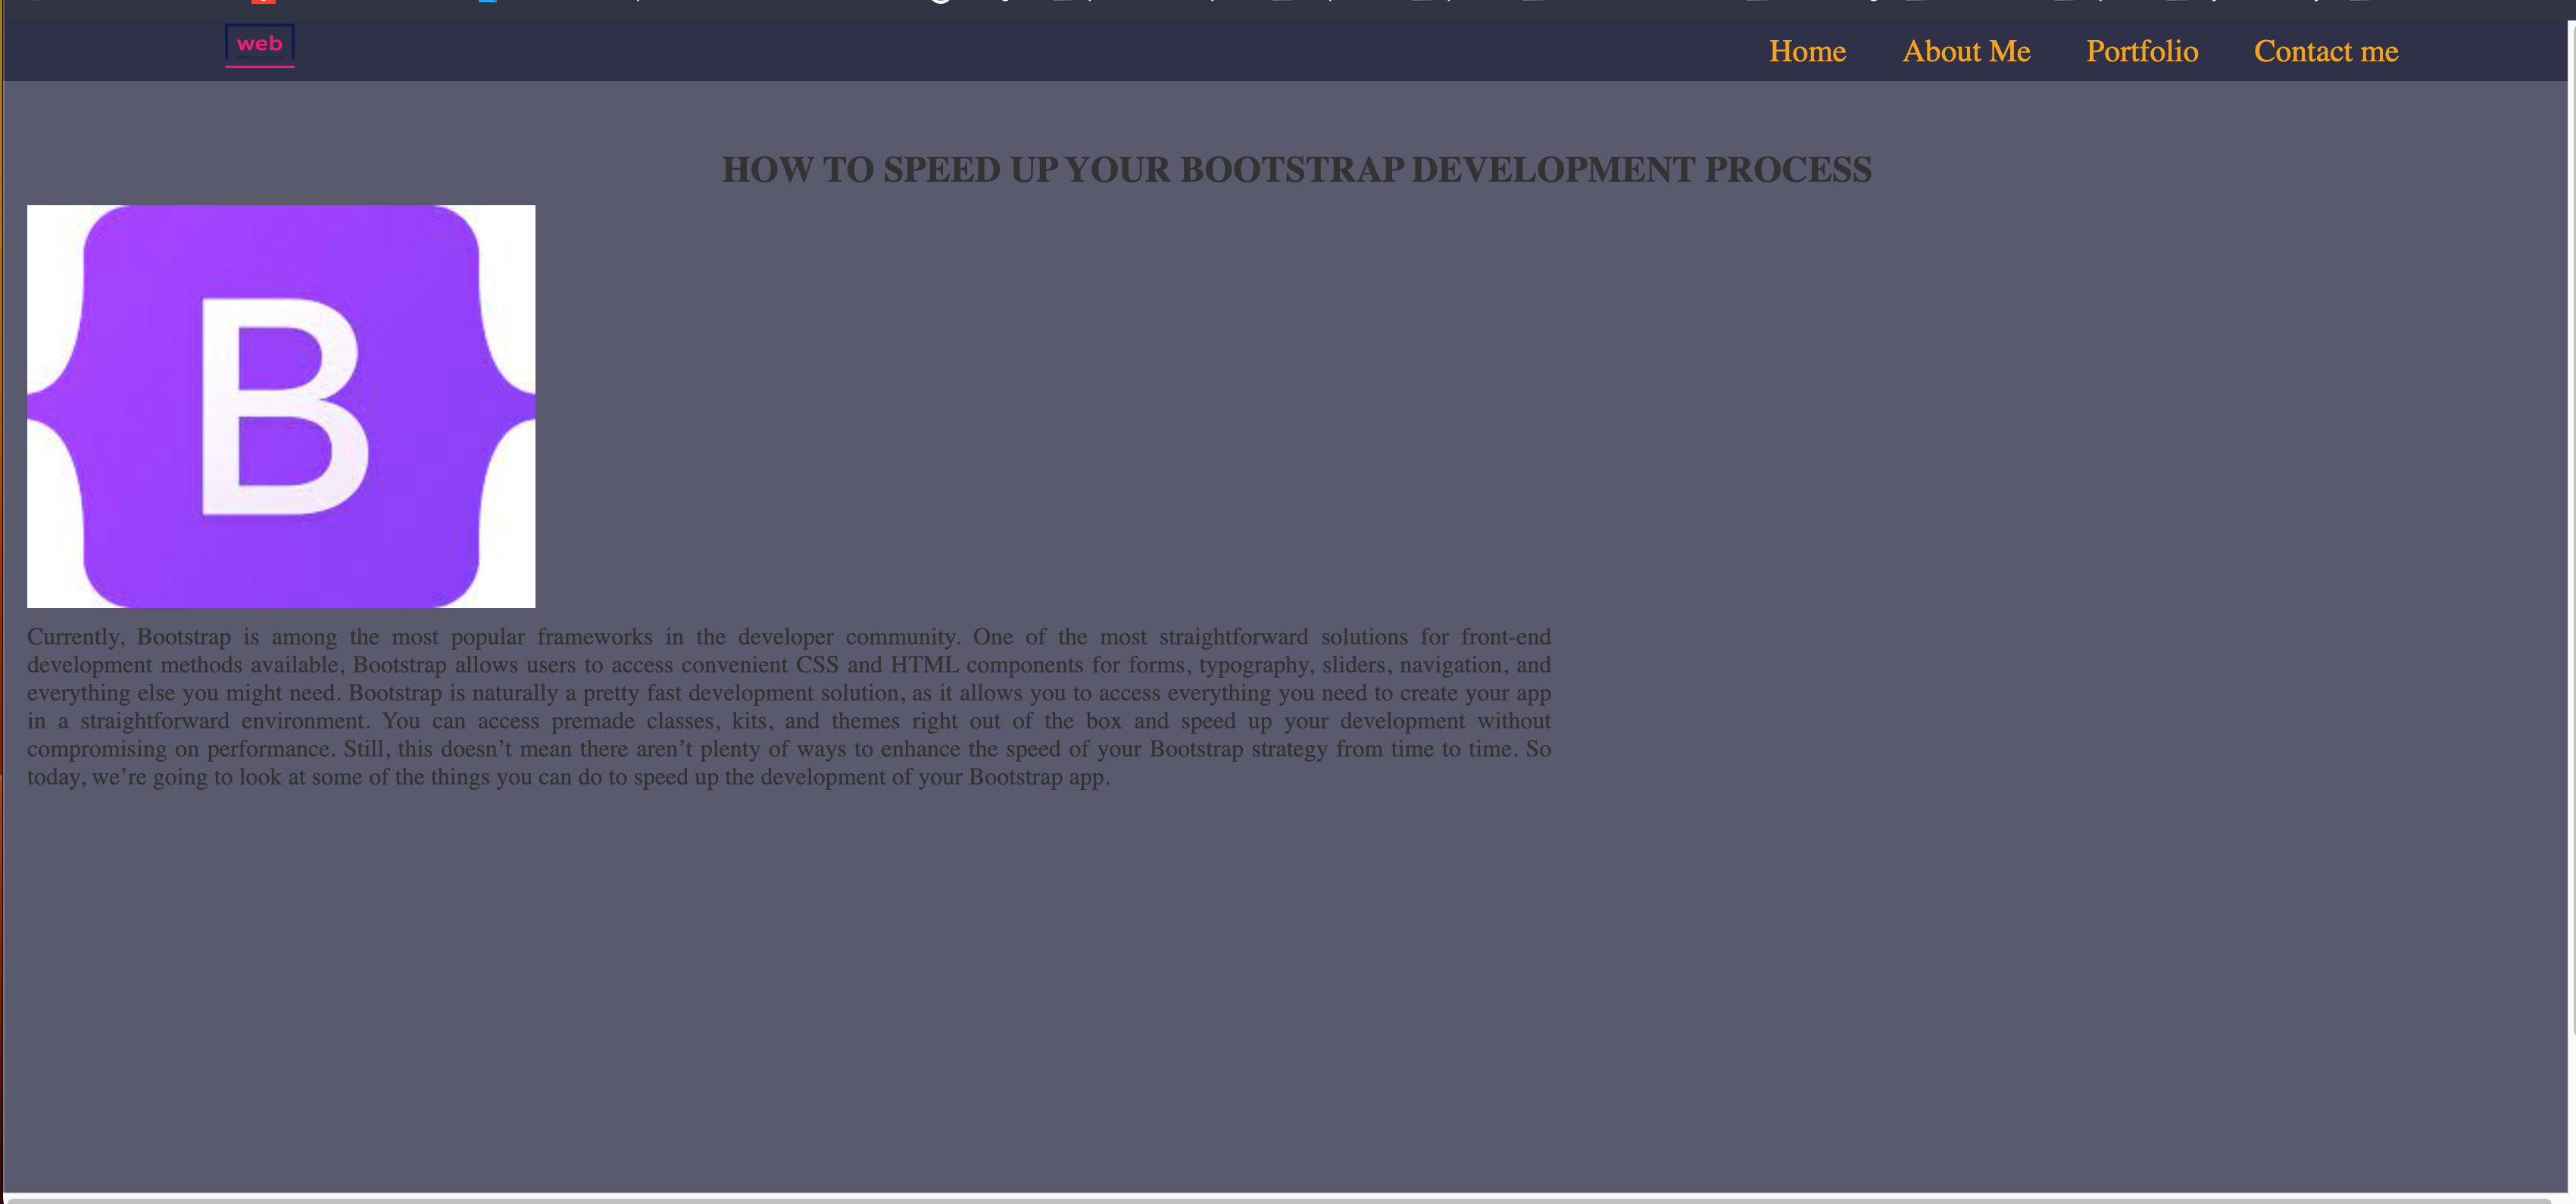 web
Home About Me Portfolio Contact me
HOW TO SPEED UP YOUR BOOTSTRAP DEVELOPMENT PROCESS
B
Currently, Bootstrap is among the most popular frameworks in the developer community. One of the most straightforward solutions for front-end
development methods available, Bootstrap allows users to access convenient CSS and HTML components for forms, typography, sliders, navigation, and
everything else you might need. Bootstrap is naturally a pretty fast development solution, as it allows you to access everything you need to create your app
in a straightforward environment. You can access premade classes, kits, and themes right out of the box and speed up your development without
compromising on performance. Still, this doesn’t mean there aren’t plenty of ways to enhance the speed of your Bootstrap strategy from time to time. So
today, we’re going to look at some of the things you can do to speed up the development of your Bootstrap app.